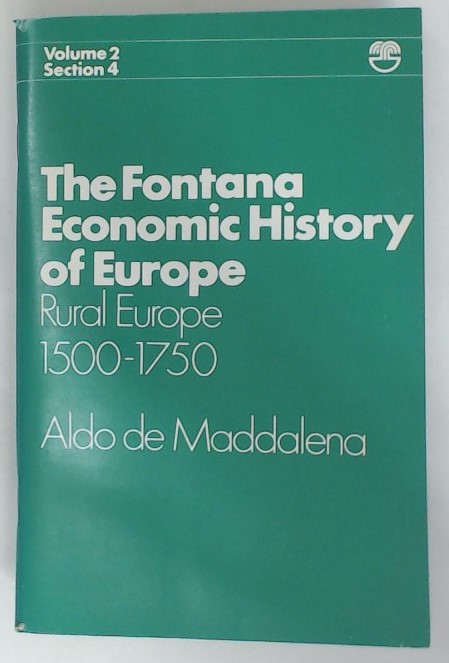 Volume 2
Section 4
The Fontana
Economic History
of Europe
Rural Europe
1500-1750
Aldo de Maddalena